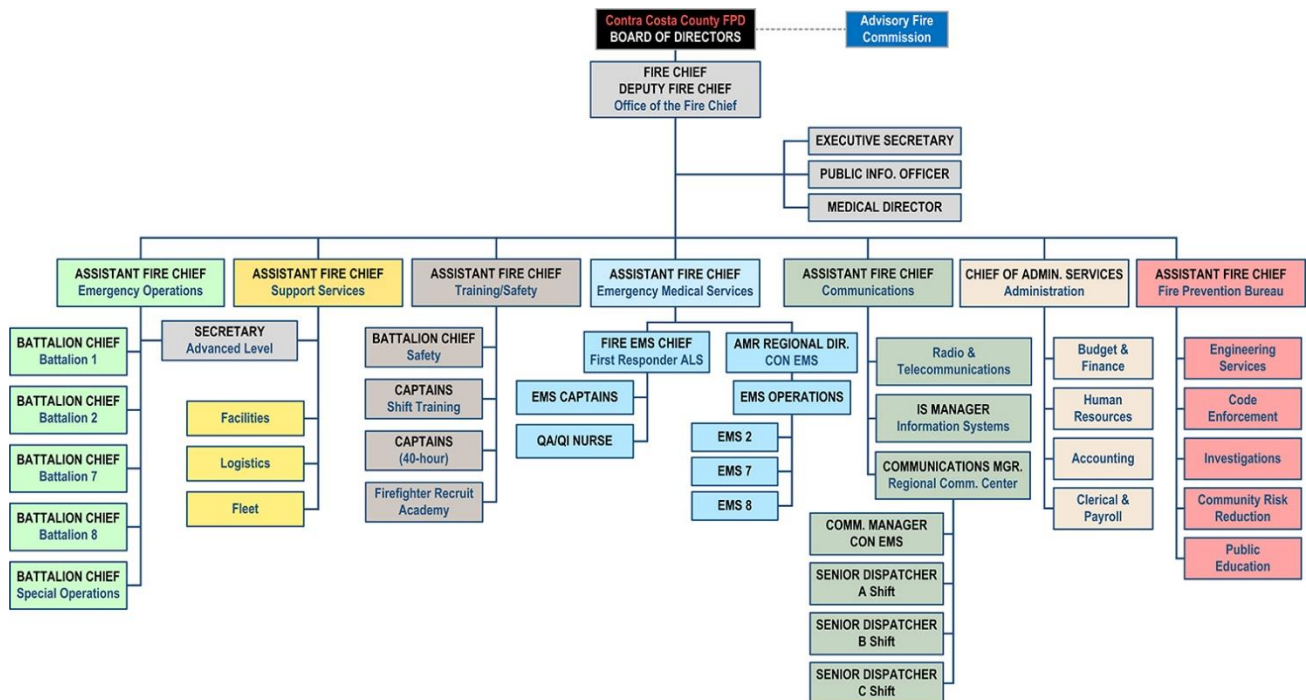 Contra Costa County FPD
BOARD OF DIRECTORS
Advisory Fire
Commission
FIRE CHIEF
DEPUTY FIRE CHIEF
Office of the Fire Chief
EXECUTIVE SECRETARY
PUBLIC INFO. OFFICER
MEDICAL DIRECTOR
ASSISTANT FIRE CHIEF
Emergency Operations
ASSISTANT FIRE CHIEF
Support Services
ASSISTANT FIRE CHIEF
Training/Safety
ASSISTANT FIRE CHIEF
Emergency Medical Services
ASSISTANT FIRE CHIEF
Communications
CHIEF OF ADMIN. SERVICES
Administration
ASSISTANT FIRE CHIEF
Fire Prevention Bureau
BATTALION CHIEF
Battalion 1
BATTALION CHIEF
Battalion 2
BATTALION CHIEF
Battalion 7
BATTALION CHIEF
Battalion 8
BATTALION CHIEF
Special Operations
SECRETARY
Advanced Level
Facilities
Logistics
Fleet
BATTALION CHIEF
Safety
CAPTAINS
Shift Training
CAPTAINS
(40-hour)
Firefighter Recruit
Academy
FIRE EMS CHIEF
First Responder ALS
EMS CAPTAINS
QA/QI NURSE
AMR REGIONAL DIR.
CON EMS
EMS OPERATIONS
EMS 2
EMS 7
EMS 8
Radio &
Telecommunications
IS MANAGER
Information Systems
COMMUNICATIONS MGR.
Regional Comm. Center
COMM. MANAGER
CON EMS
SENIOR DISPATCHER
A Shift
SENIOR DISPATCHER
B Shift
SENIOR DISPATCHER
C Shift
Budget &
Finance
Human
Resources
Accounting
Clerical &
Payroll
Engineering
Services
Code
Enforcement
Investigations
Community Risk
Reduction
Public
Education